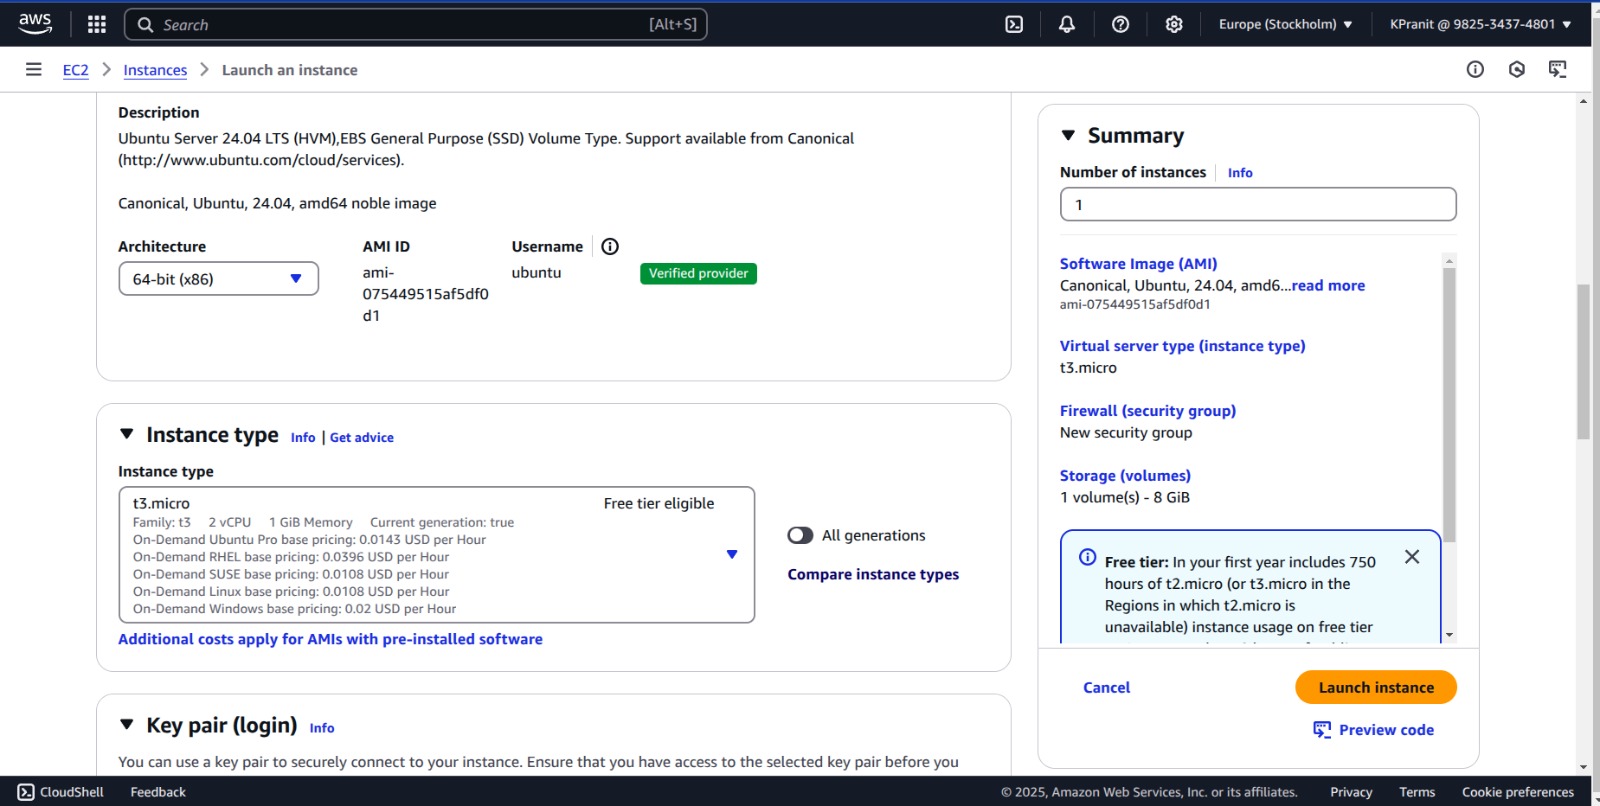 aws
Search [Alt+S]
Europe (Stockholm) ▼
KPranit @ 9825-3437-4801 ▼
EC2 > Instances > Launch an instance
Description
Ubuntu Server 24.04 LTS (HVM),EBS General Purpose (SSD) Volume Type. Support available from Canonical
(http://www.ubuntu.com/cloud/services).
Canonical, Ubuntu, 24.04, amd64 noble image
Architecture
64-bit (x86)
AMI ID
ami-
075449515af5df0
d1
Username
ubuntu
Verified provider
Instance type Info | Get advice
Instance type
t3.micro Free tier eligible
Family: t3 2 vCPU 1 GiB Memory Current generation: true
On-Demand Ubuntu Pro base pricing: 0.0143 USD per Hour
On-Demand RHEL base pricing: 0.0396 USD per Hour
On-Demand SUSE base pricing: 0.0108 USD per Hour
On-Demand Linux base pricing: 0.0108 USD per Hour
On-Demand Windows base pricing: 0.02 USD per Hour
All generations
Compare instance types
Additional costs apply for AMIs with pre-installed software
Key pair (login) Info
You can use a key pair to securely connect to your instance. Ensure that you have access to the selected key pair before you
Summary
Number of instances Info
1
Software Image (AMI)
Canonical, Ubuntu, 24.04, amd6...read more
ami-075449515af5df0d1
Virtual server type (instance type)
t3.micro
Firewall (security group)
New security group
Storage (volumes)
1 volume(s) - 8 GiB
Free tier: In your first year includes 750
hours of t2.micro (or t3.micro in the
Regions in which t2.micro is
unavailable) instance usage on free tier
Cancel
Launch instance
Preview code
CloudShell Feedback
© 2025, Amazon Web Services, Inc. or its affiliates. Privacy Terms Cookie preferences